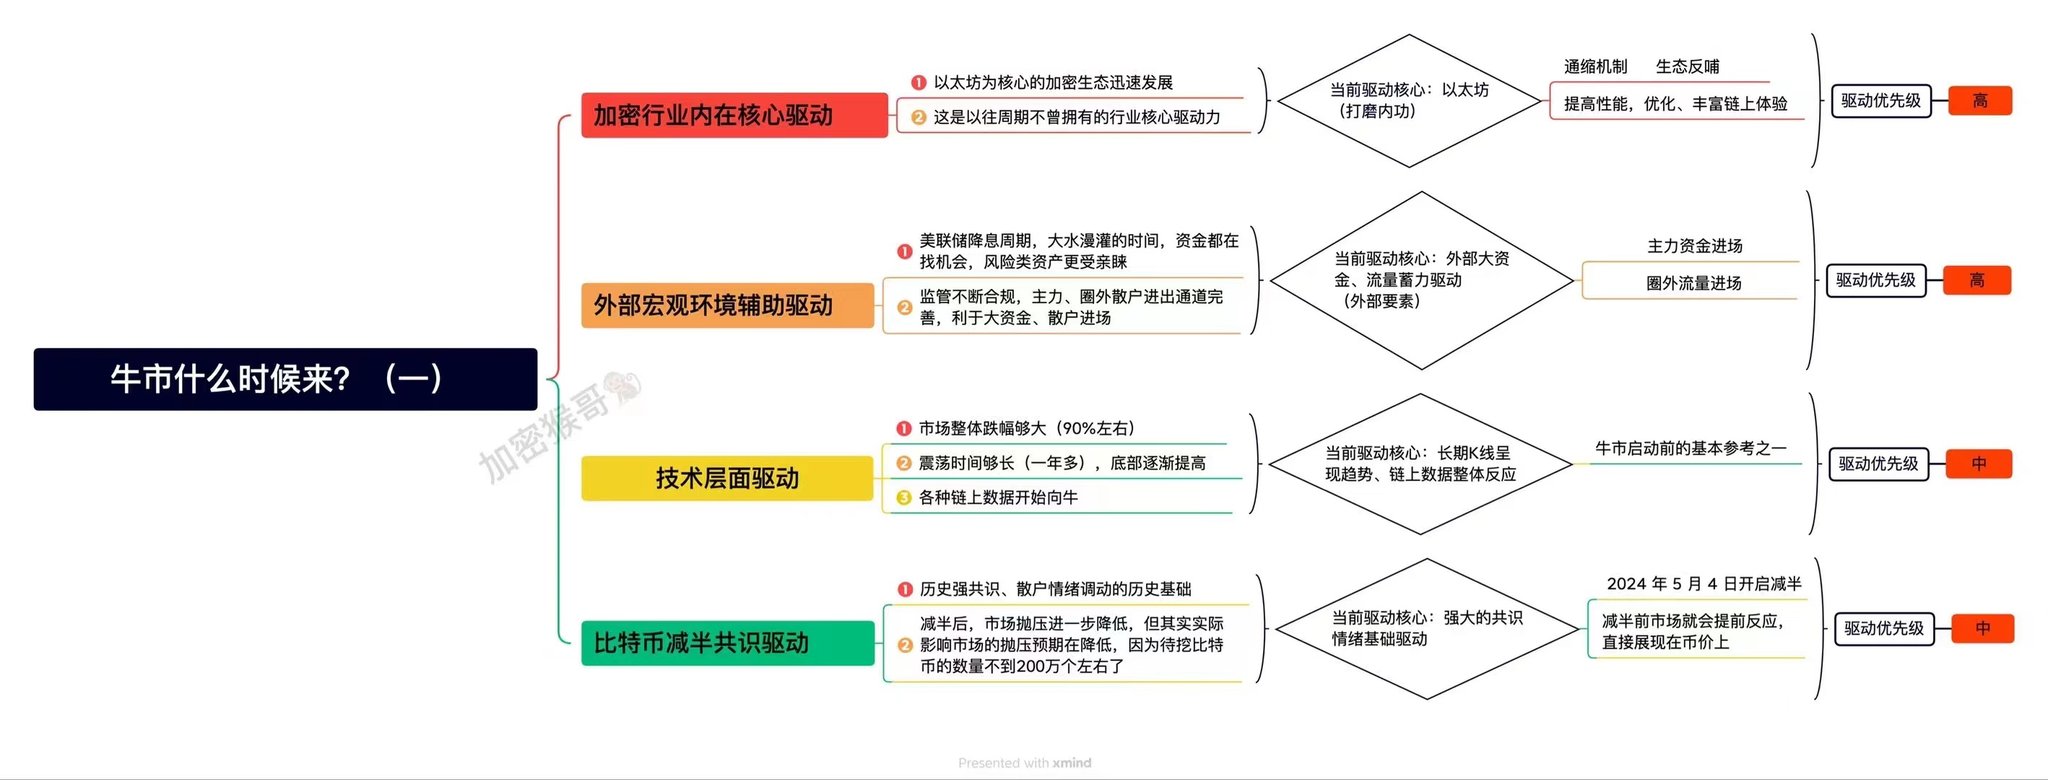 牛市什么时候来？（一）
加密行业内在核心驱动
1 以太坊为核心的加密生态迅速发展
2 这是以往周期不曾拥有的行业核心驱动力
当前驱动核心：以太坊
（打磨内功）
通缩机制 生态反哺
提高性能，优化、丰富链上体验
驱动优先级
高
外部宏观环境辅助驱动
1 美联储降息周期，大水漫灌的时间，资金都在
找机会，风险类资产更受亲睐
2 监管不断合规，主力、圈外散户进出通道完
善，利于大资金、散户进场
当前驱动核心：外部大资
金、流量蓄力驱动
（外部要素）
主力资金进场
圈外流量进场
驱动优先级
高
技术层面驱动
1 市场整体跌幅够大（90%左右）
2 震荡时间够长（一年多），底部逐渐提高
3 各种链上数据开始向牛
当前驱动核心：长期K线呈
现趋势、链上数据整体反应
牛市启动前的基本参考之一
驱动优先级
中
比特币减半共识驱动
1 历史强共识、散户情绪调动的历史基础
2 减半后，市场抛压进一步降低，但其实实际
影响市场的抛压预期在降低，因为待挖比特
币的数量不到200万个左右了
当前驱动核心：强大的共识
情绪基础驱动
2024 年 5 月 4 日开启减半
减半前市场就会提前反应，
直接展现在币价上
驱动优先级
中
加密猴哥
Presented with xmind